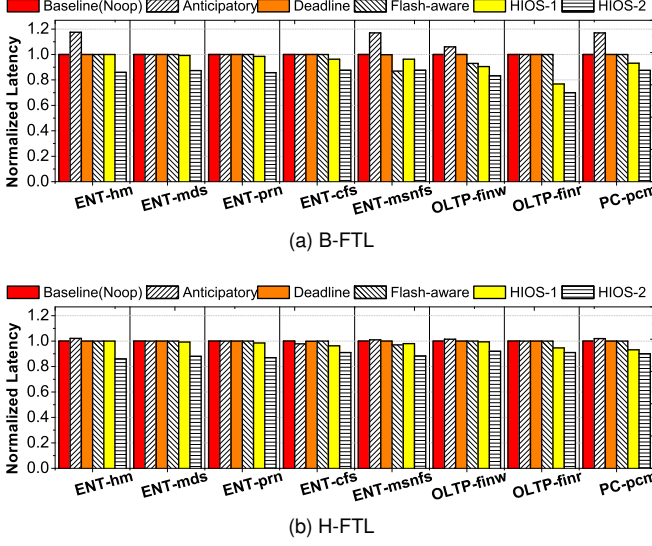 Baseline(Noop) Anticipatory Deadline Flash-aware HIOS-1 HIOS-2
Normalized Latency
1.2
1.0
0.8
0.6
0.4
0.2
0.0
ENT-hm ENT-mds ENT-prn ENT-cfs ENT-msnfs OLTP-finw OLTP-finr PC-pcm
(a) B-FTL
Baseline(Noop) Anticipatory Deadline Flash-aware HIOS-1 HIOS-2
Normalized Latency
1.2
1.0
0.8
0.6
0.4
0.2
0.0
ENT-hm ENT-mds ENT-prn ENT-cfs ENT-msnfs OLTP-finw OLTP-finr PC-pcm
(b) H-FTL